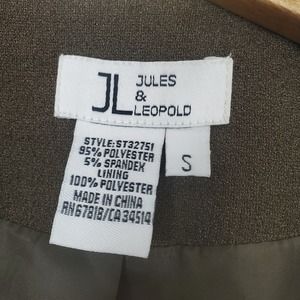 JL JULES
&
LEOPOLD
STYLE:ST32751
95% POLYESTER
5% SPANDEX
LINING
100% POLYESTER
MADE IN CHINA
RN67818/CA34514
S